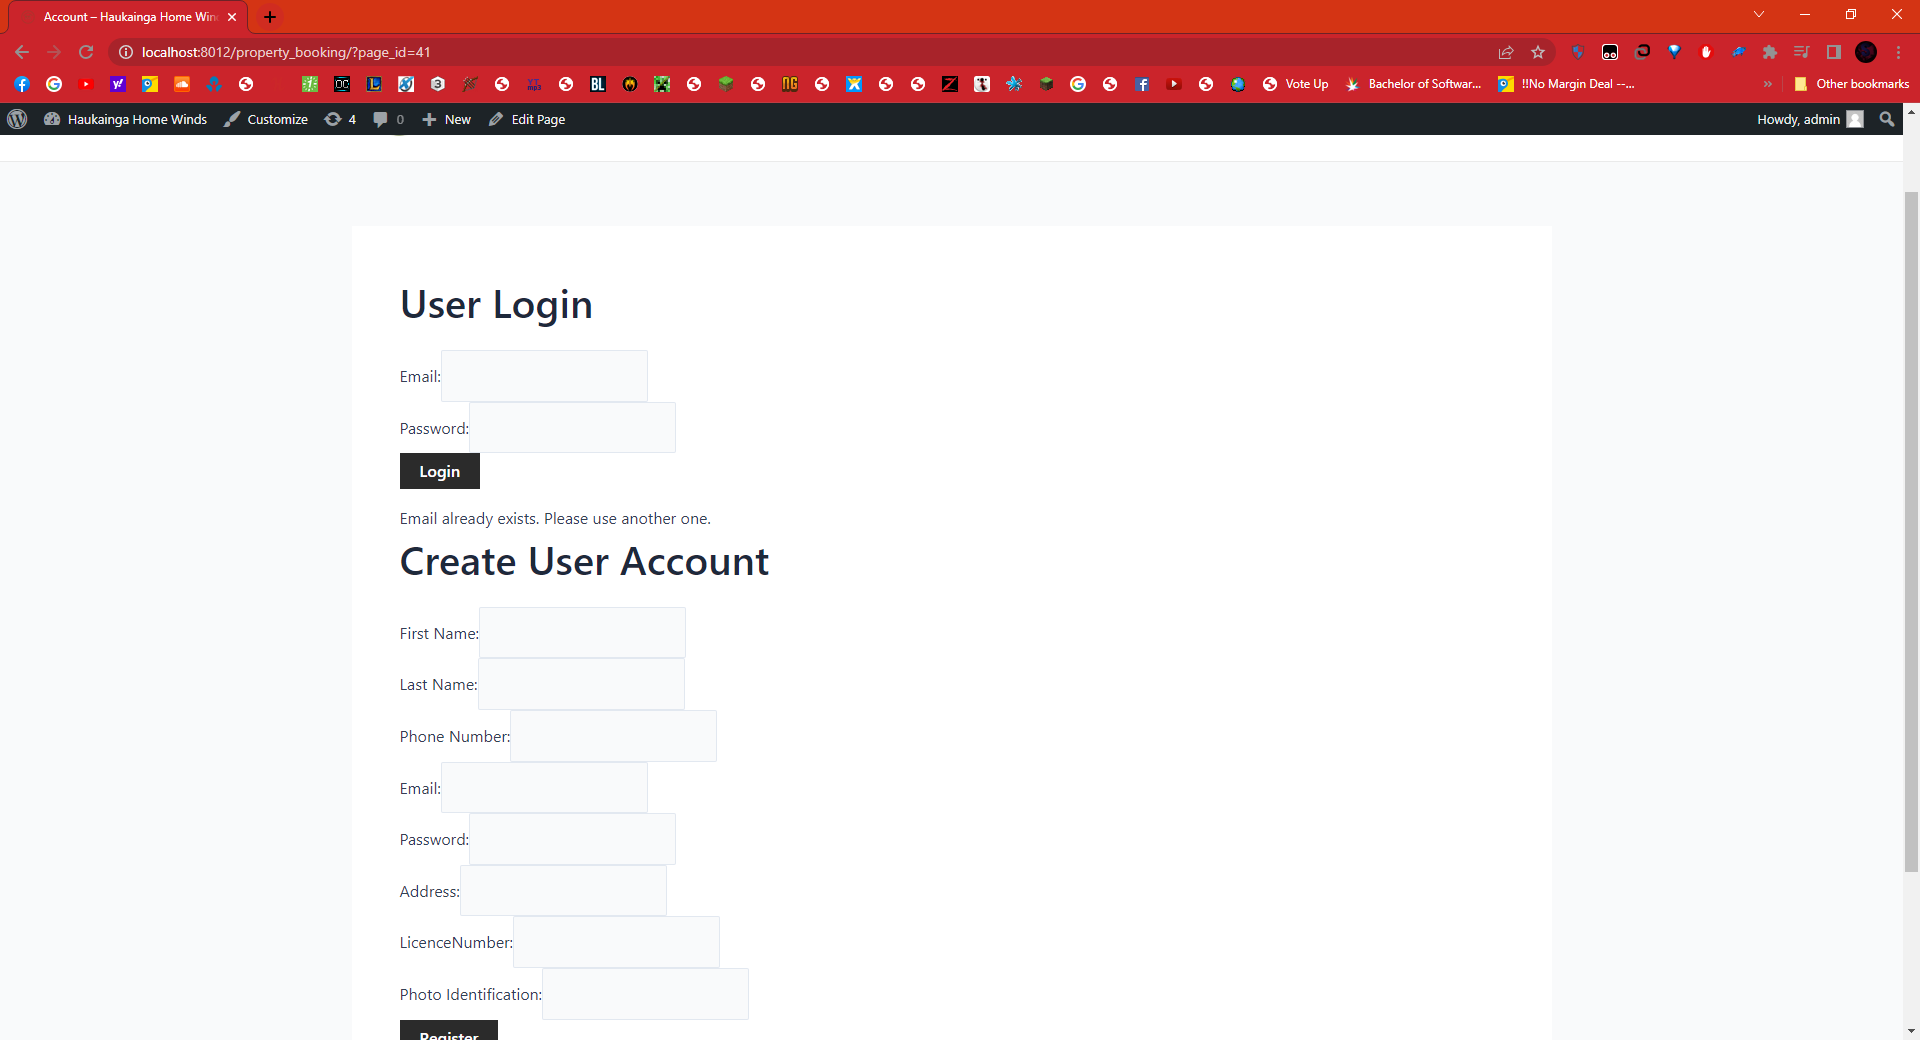 Account – Haukainga Home Win
localhost:8012/property_booking/?page_id=41
Vote Up
Bachelor of Softwar...
!!No Margin Deal --...
Other bookmarks
Haukainga Home Winds
Customize
4
0
New
Edit Page
Howdy, admin
User Login
Email:
Password:
Login
Email already exists. Please use another one.
Create User Account
First Name:
Last Name:
Phone Number:
Email:
Password:
Address:
LicenceNumber:
Photo Identification:
Register